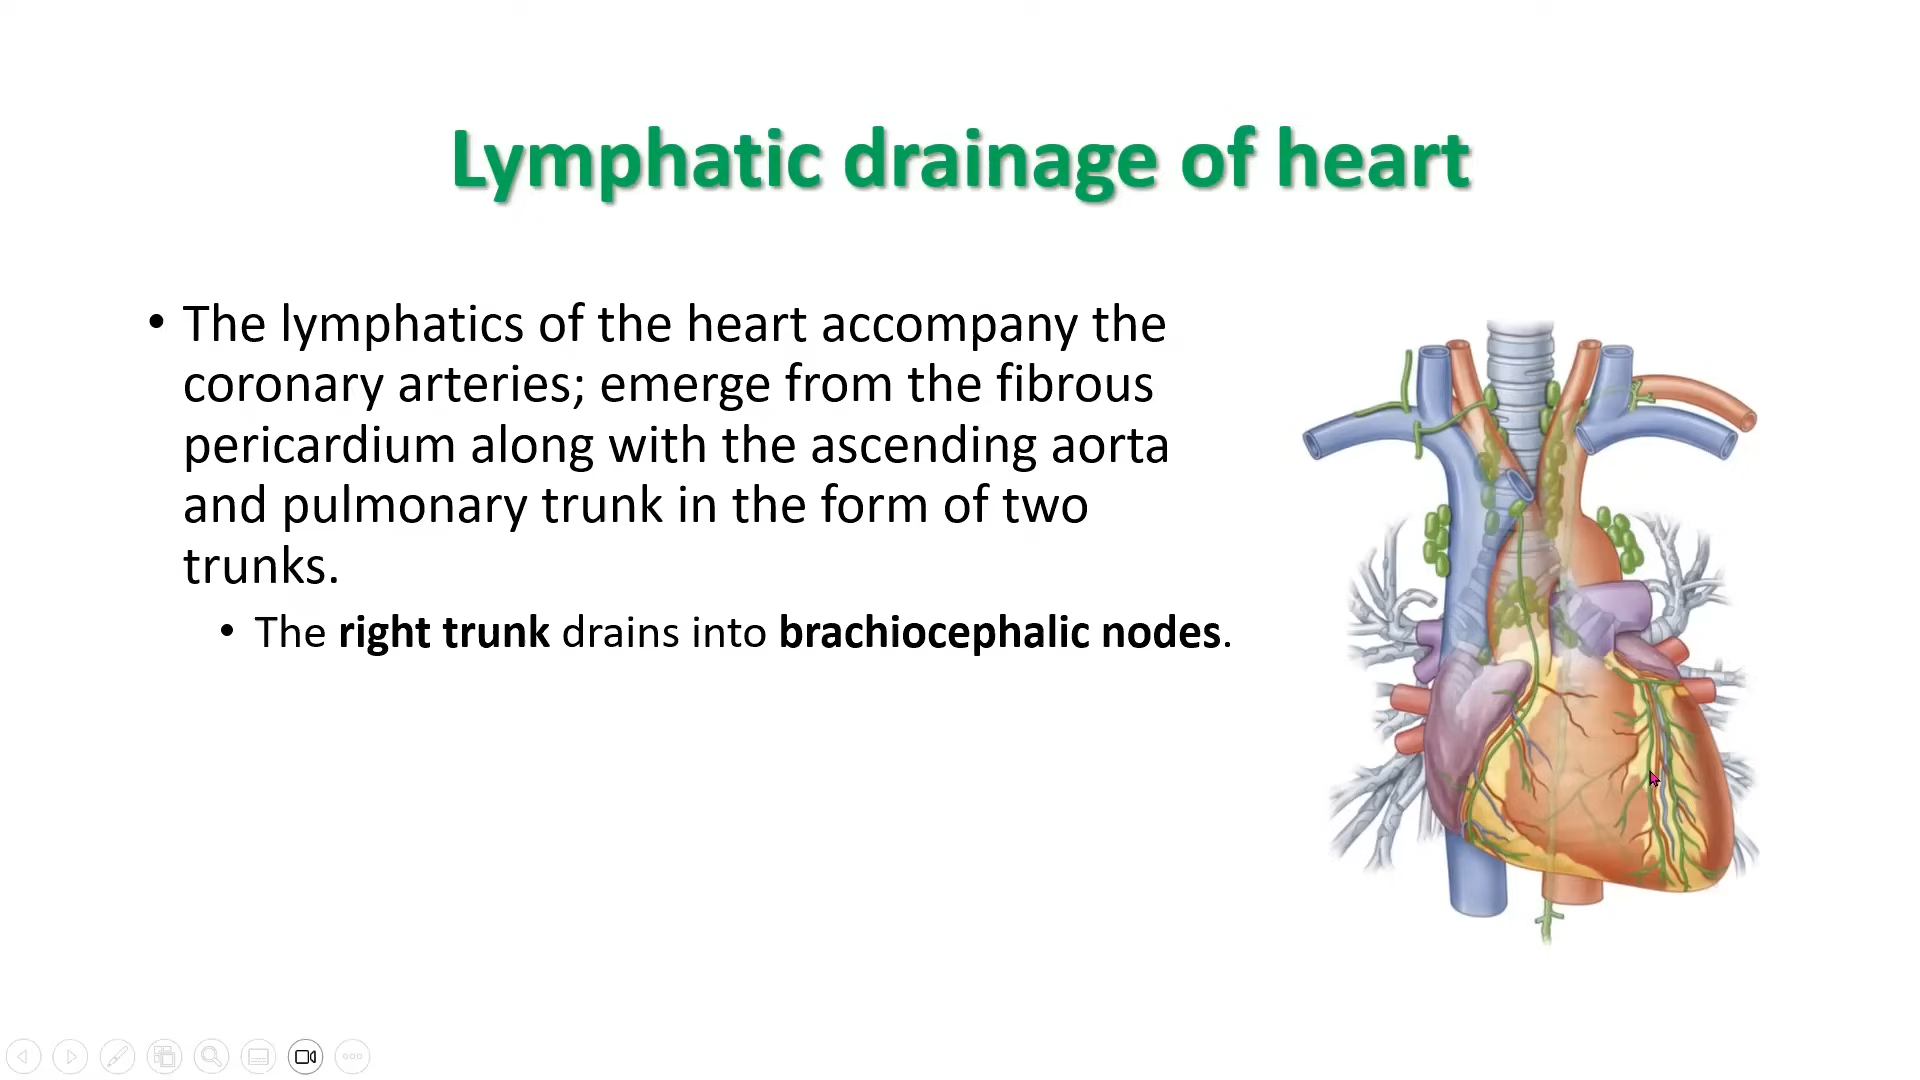 Lymphatic drainage of heart
• The lymphatics of the heart accompany the
coronary arteries; emerge from the fibrous
pericardium along with the ascending aorta
and pulmonary trunk in the form of two
trunks.
• The right trunk drains into brachiocephalic nodes.